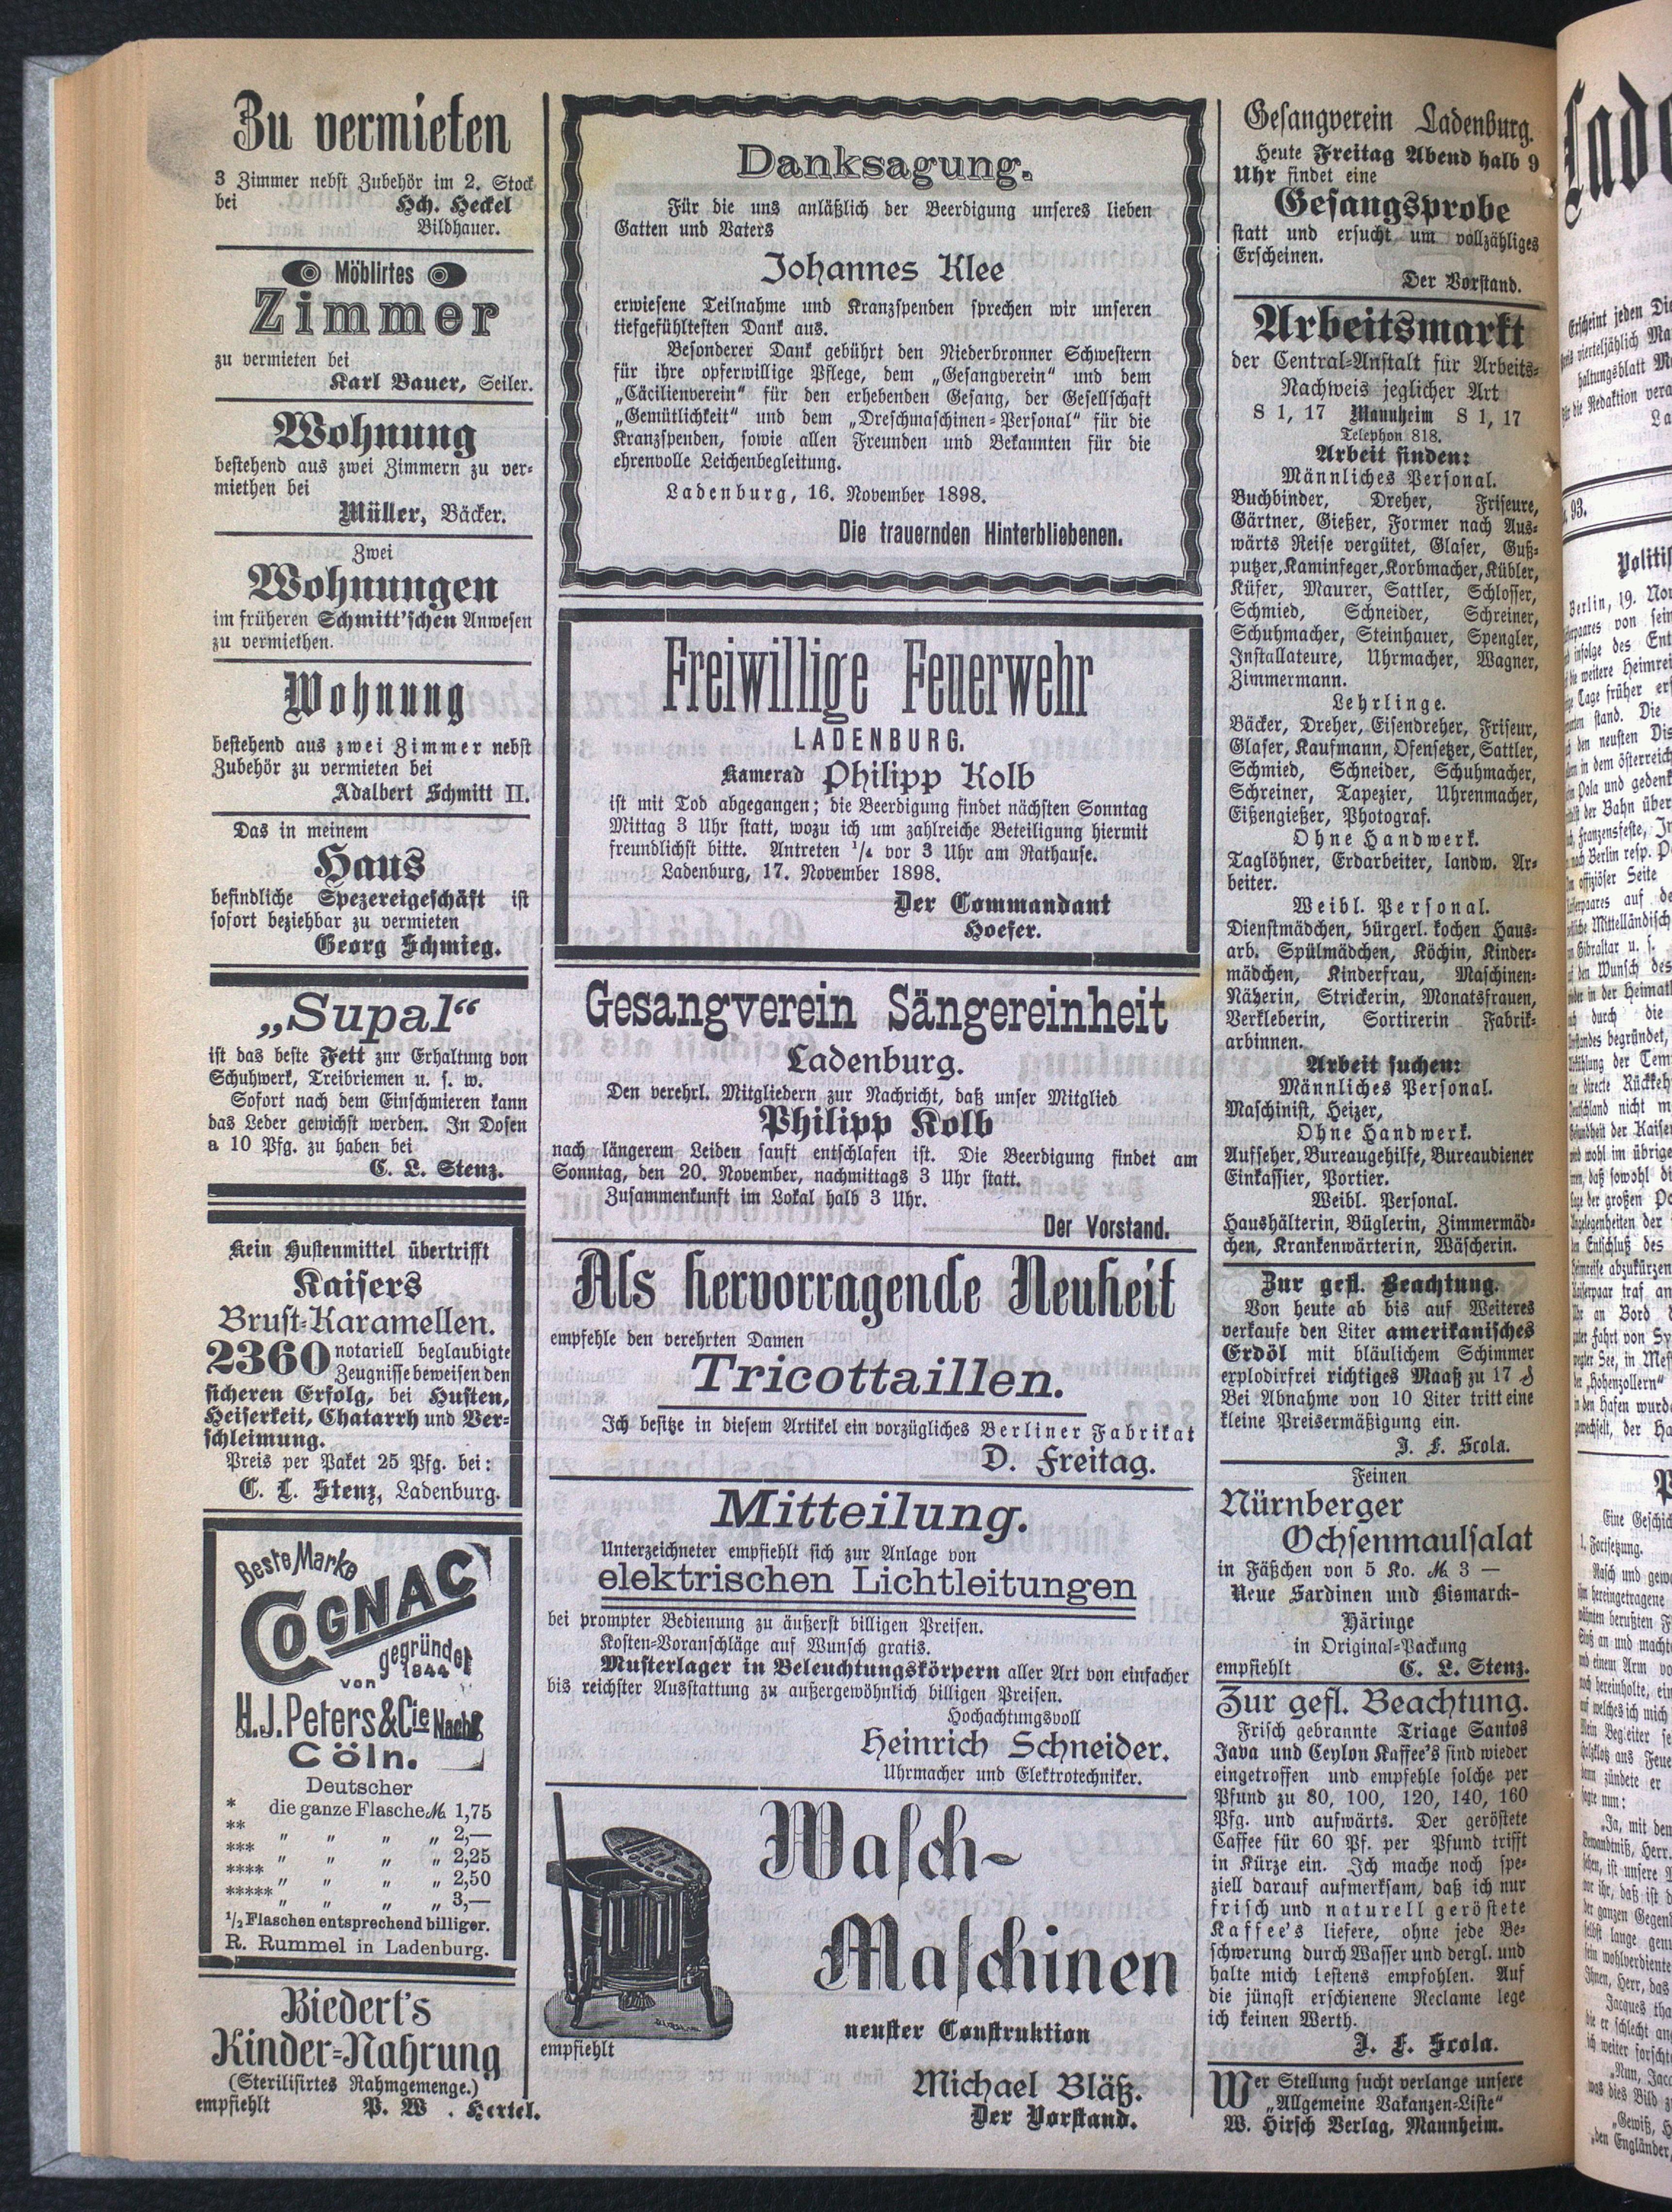 Zu vermieten
3 Zimmer nebst Zubehör im 2. Stock
bei Hch. Heckel
Bildhauer.
Möblirtes
Zimmer
zu vermieten bei
Karl Bauer, Seiler.
Wohnung
bestehend aus zwei Zimmern zu ver-
miethen bei
Müller, Bäcker.
Zwei
Wohnungen
im früheren Schmitt'schen Anwesen
zu vermiethen.
Wohnung
bestehend aus zwei Zimmer nebst
Zubehör zu vermieten bei
Adalbert Schmitt II.
Das in meinem
Haus
befindliche Spezereigeschäft ist
sofort beziehbar zu vermieten
Georg Schmieg.
„Supal“
ist das beste Fett zur Erhaltung von
Schuhwerk, Treibriemen u. s. w.
Sofort nach dem Einschmieren kann
das Leder gewichst werden. In Dosen
a 10 Pfg. zu haben bei
C. L. Stenz.
Kein Hustenmittel übertrifft
Kaisers
Brust-Karamellen.
2360 notariell beglaubigte
Zeugnisse beweisen den
sicheren Erfolg, bei Husten,
Heiserkeit, Chatarrh und Ver-
schleimung.
Preis per Paket 25 Pfg. bei:
C. L. Stenz, Ladenburg.
Beste Marke
COGNAC
gegründet
1844
von
H.J. Peters & Cie Nachf.
Cöln.
Deutscher
* die ganze Flasche M. 1,75
** „ „ „ „ 2,—
*** „ „ „ „ 2,25
**** „ „ „ „ 2,50
***** „ „ „ „ 3,—
1/2 Flaschen entsprechend billiger.
R. Rummel in Ladenburg.
Biedert's
Kinder-Nahrung
(Sterilisirtes Rahmgemenge.)
empfiehlt P. W. Hertel.
Danksagung.
Für die uns anläßlich der Beerdigung unseres lieben
Gatten und Vaters
Johannes Klee
erwiesene Teilnahme und Kranzspenden sprechen wir unseren
tiefgefühltesten Dank aus.
Besonderer Dank gebührt den Niederbronner Schwestern
für ihre opferwillige Pflege, dem „Gesangverein“ und dem
„Cäcilienverein“ für den erhebenden Gesang, der Gesellschaft
„Gemütlichkeit“ und dem „Dreschmaschinen-Personal“ für die
Kranzspenden, sowie allen Freunden und Bekannten für die
ehrenvolle Leichenbegleitung.
Ladenburg, 16. November 1898.
Die trauernden Hinterbliebenen.
Freiwillige Feuerwehr
LADENBURG.
Kamerad Philipp Kolb
ist mit Tod abgegangen; die Beerdigung findet nächsten Sonntag
Mittag 3 Uhr statt, wozu ich um zahlreiche Beteiligung hiermit
freundlichst bitte. Antreten 1/4 vor 3 Uhr am Rathause.
Ladenburg, 17. November 1898.
Der Commandant
Hoefer.
Gesangverein Sängereinheit
Ladenburg.
Den verehrl. Mitgliedern zur Nachricht, daß unser Mitglied
Philipp Kolb
nach längerem Leiden sanft entschlafen ist. Die Beerdigung findet am
Sonntag, den 20. November, nachmittags 3 Uhr statt.
Zusammenkunft im Lokal halb 3 Uhr.
Der Vorstand.
Als hervorragende Neuheit
empfehle den verehrten Damen
Tricottaillen.
Ich besitze in diesem Artikel ein vorzügliches Berliner Fabrikat
D. Freitag.
Mitteilung.
Unterzeichneter empfiehlt sich zur Anlage von
elektrischen Lichtleitungen
bei prompter Bedienung zu äußerst billigen Preisen.
Kosten-Voranschläge auf Wunsch gratis.
Musterlager in Beleuchtungskörpern aller Art von einfacher
bis reichster Ausstattung zu außergewöhnlich billigen Preisen.
Hochachtungsvoll
Heinrich Schneider.
Uhrmacher und Elektrotechniker.
Wasch-
Maschinen
neuster Construktion
empfiehlt
Michael Bläß.
Der Vorstand.
Gesangverein Ladenburg.
Heute Freitag Abend halb 9
Uhr findet eine
Gesangsprobe
statt und ersucht um vollzähliges
Erscheinen.
Der Vorstand.
Arbeitsmarkt
der Central-Anstalt für Arbeits-
Nachweis jeglicher Art
S 1, 17 Mannheim S 1, 17
Telephon 818.
Arbeit finden:
Männliches Personal.
Buchbinder, Dreher, Friseure,
Gärtner, Gießer, Former nach Aus-
wärts Reise vergütet, Glaser, Guß-
putzer, Kaminfeger, Korbmacher, Kübler,
Küfer, Maurer, Sattler, Schlosser,
Schmied, Schneider, Schreiner,
Schuhmacher, Steinhauer, Spengler,
Installateure, Uhrmacher, Wagner,
Zimmermann.
Lehrlinge.
Bäcker, Dreher, Eisendreher, Friseur,
Glaser, Kaufmann, Ofensetzer, Sattler,
Schmied, Schneider, Schuhmacher,
Schreiner, Tapezier, Uhrenmacher,
Eißengießer, Photograf.
Ohne Handwerk.
Taglöhner, Erdarbeiter, landw. Ar-
beiter.
Weibl. Personal.
Dienstmädchen, bürgerl. kochen Haus-
arb. Spülmädchen, Köchin, Kinder-
mädchen, Kinderfrau, Maschinen-
Näherin, Strickerin, Monatsfrauen,
Verkleberin, Sortirerin Fabrik-
arbinnen.
Arbeit suchen:
Männliches Personal.
Maschinist, Heizer,
Ohne Handwerk.
Aufseher, Bureaugehilfe, Bureaudiener
Einkassier, Portier.
Weibl. Personal.
Haushälterin, Büglerin, Zimmermäd-
chen, Krankenwärterin, Wäscherin.
Zur gefl. Beachtung.
Von heute ab bis auf Weiteres
verkaufe den Liter amerikanisches
Erdöl mit bläulichem Schimmer
explodirfrei richtiges Maaß zu 17 ₰
Bei Abnahme von 10 Liter tritt eine
kleine Preisermäßigung ein.
J. F. Scola.
Feinen
Nürnberger
Ochsenmaulsalat
in Fäßchen von 5 Ko. M. 3 —
Neue Sardinen und Bismarck-
Häringe
in Original-Packung
empfiehlt C. L. Stenz.
Zur gefl. Beachtung.
Frisch gebrannte Triage Santos
Java und Ceylon Kaffee's sind wieder
eingetroffen und empfehle solche per
Pfund zu 80, 100, 120, 140, 160
Pfg. und aufwärts. Der geröstete
Caffee für 60 Pf. per Pfund trifft
in Kürze ein. Ich mache noch spe-
ziell darauf aufmerksam, daß ich nur
frisch und naturell geröstete
Kaffee's liefere, ohne jede Be-
schwerung durch Wasser und dergl. und
halte mich bestens empfohlen. Auf
die jüngst erschienene Reclame lege
ich keinen Werth.
J. F. Scola.
Wer Stellung sucht verlange unsere
„Allgemeine Vakanzen-Liste“
W. Hirsch Verlag, Mannheim.